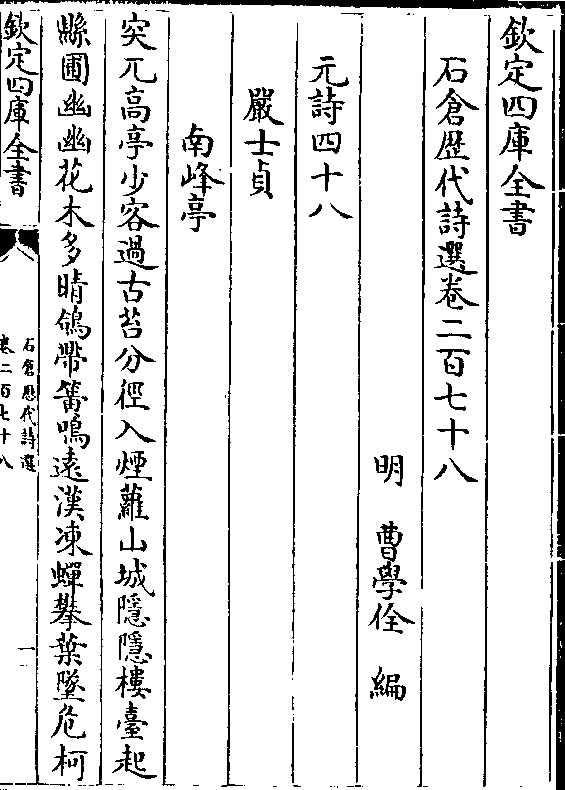 欽定四庫全書
石倉歴代詩選卷二百七十八
明　曹學佺　編
元詩四十八
嚴士貞
南峰亭
突兀髙亭少客過古苔分徑入煙蘿山城隱隱樓臺起
縣圃幽幽花木多晴鴿帶篝鳴遠漢凍蟬攀葉墜危柯
欽定四庫全書
石倉歴代詩選
卷二百七十八
一